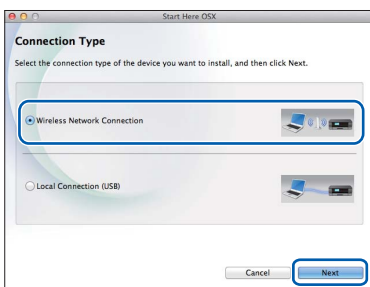 Start Here OSX
Connection Type
Select the connection type of the device you want to install, and then click Next.
Wireless Network Connection
Local Connection (USB)
Cancel
Next